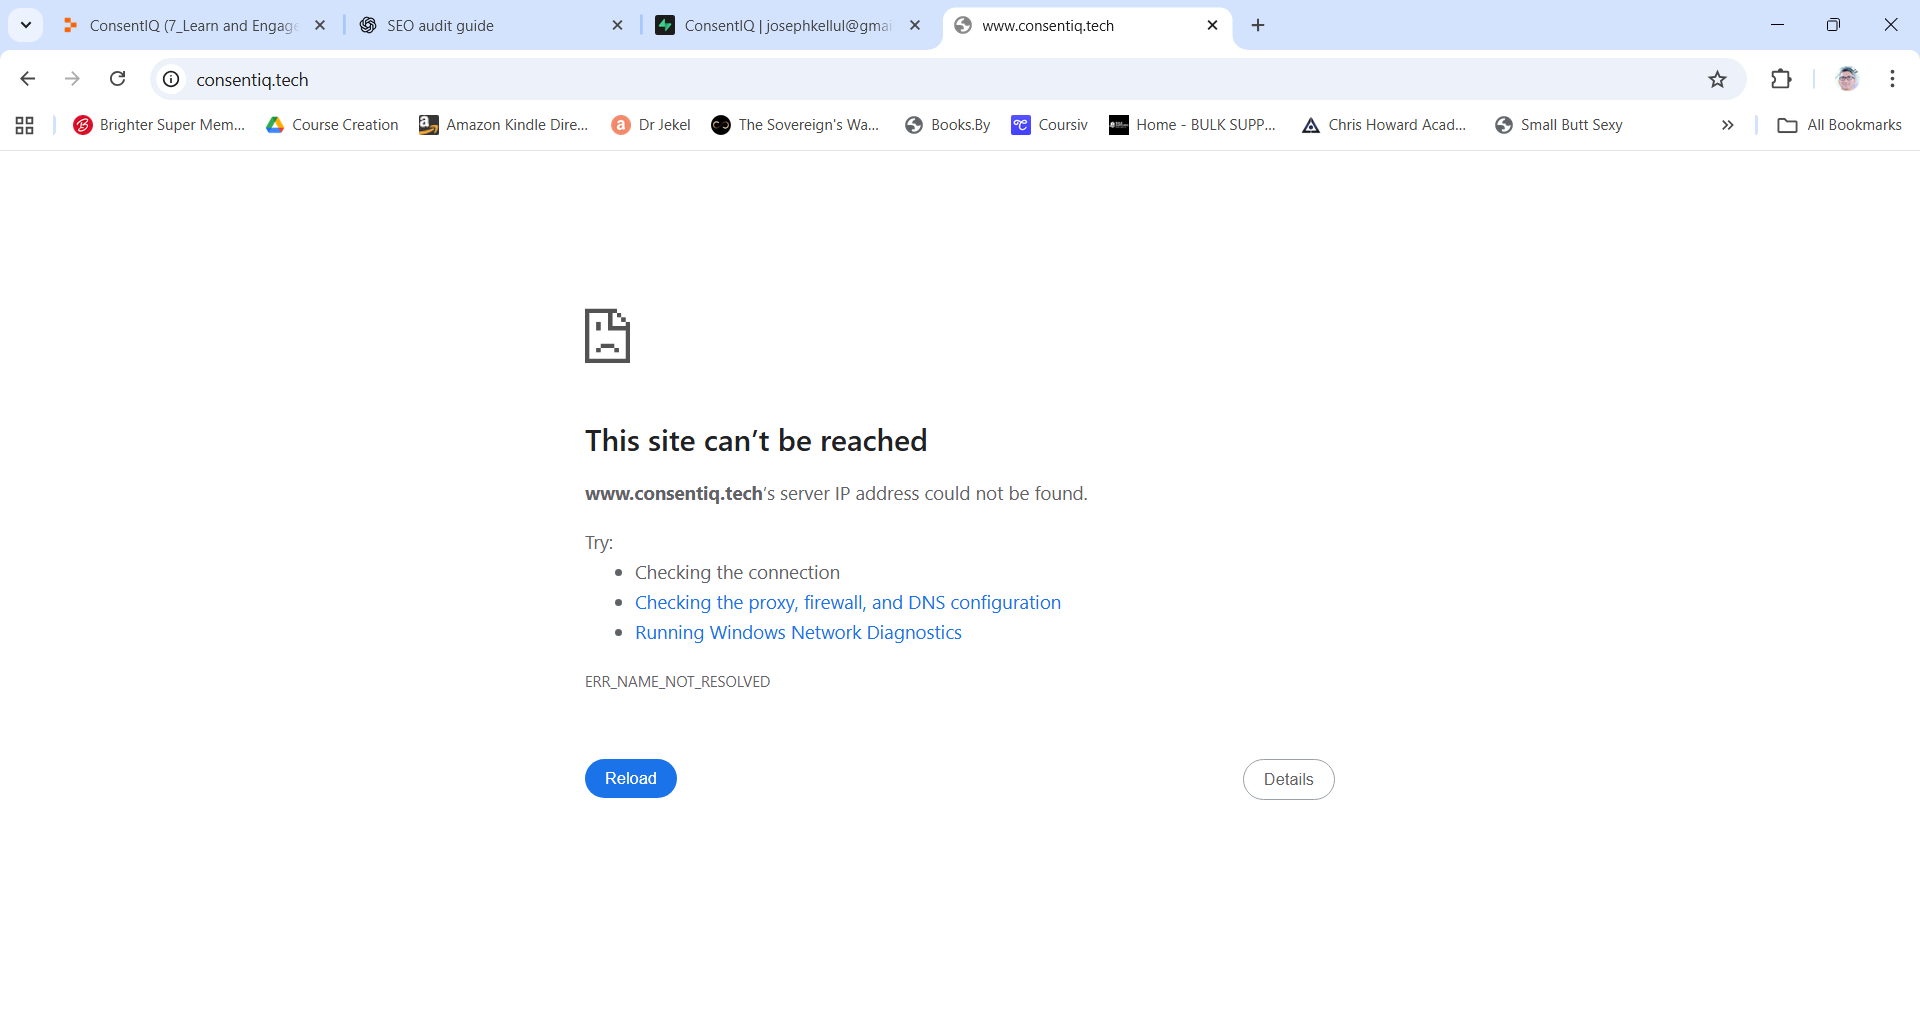 ConsentIQ (7_Learn and Engage
SEO audit guide
ConsentIQ | josephkellul@gmai
www.consentiq.tech
consentiq.tech
Brighter Super Mem...
Course Creation
Amazon Kindle Dire...
Dr Jekel
The Sovereign's Wa...
Books.By
Coursiv
Home - BULK SUPP...
Chris Howard Acad...
Small Butt Sexy
All Bookmarks
This site can’t be reached
www.consentiq.tech’s server IP address could not be found.
Try:
Checking the connection
Checking the proxy, firewall, and DNS configuration
Running Windows Network Diagnostics
ERR_NAME_NOT_RESOLVED
Reload
Details